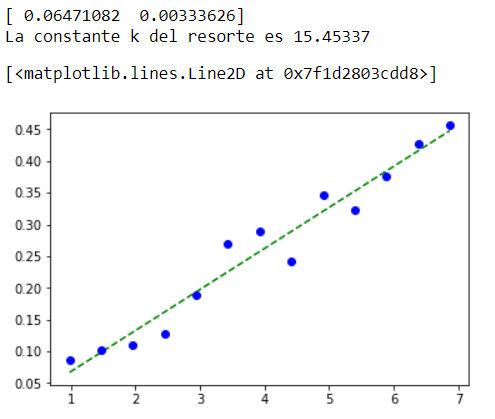 [ 0.06471082  0.00333626]
La constante k del resorte es 15.45337
[<matplotlib.lines.Line2D at 0x7f1d2803cdd8>]
0.45
0.40
0.35
0.30
0.25
0.20
0.15
0.10
0.05
1 2 3 4 5 6 7